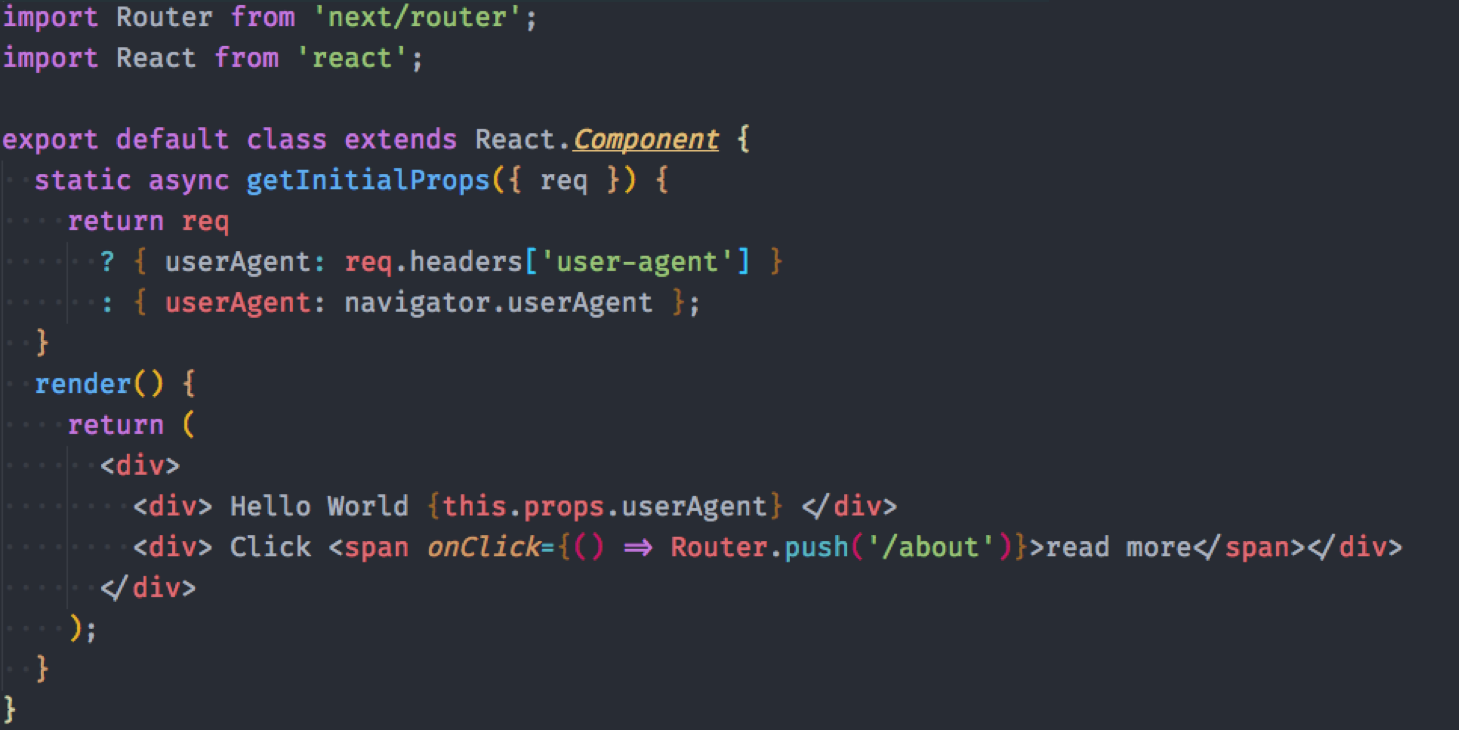 import Router from 'next/router';
import React from 'react';

export default class extends React.Component {
  static async getInitialProps({ req }) {
    return req
      ? { userAgent: req.headers['user-agent'] }
      : { userAgent: navigator.userAgent };
  }
  render() {
    return (
      <div>
        <div> Hello World {this.props.userAgent} </div>
        <div> Click <span onClick={() => Router.push('/about')}>read more</span></div>
      </div>
    );
  }
}